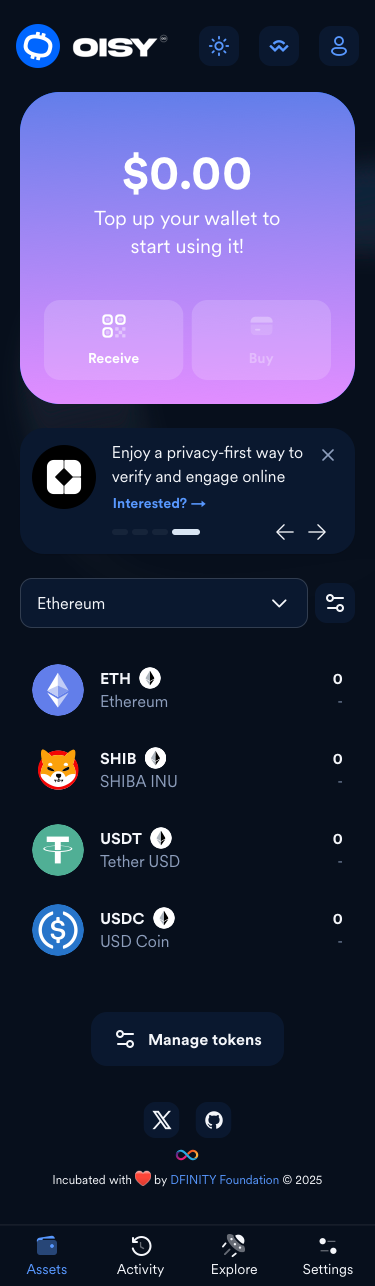 OISY
$0.00
Top up your wallet to
start using it!
Receive
Buy
Enjoy a privacy-first way to
verify and engage online
Interested? →
Ethereum
ETH
0
Ethereum
-
SHIB
0
SHIBA INU
-
USDT
0
Tether USD
-
USDC
0
USD Coin
-
Manage tokens
Incubated with ❤️ by DFINITY Foundation © 2025
Assets
Activity
Explore
Settings